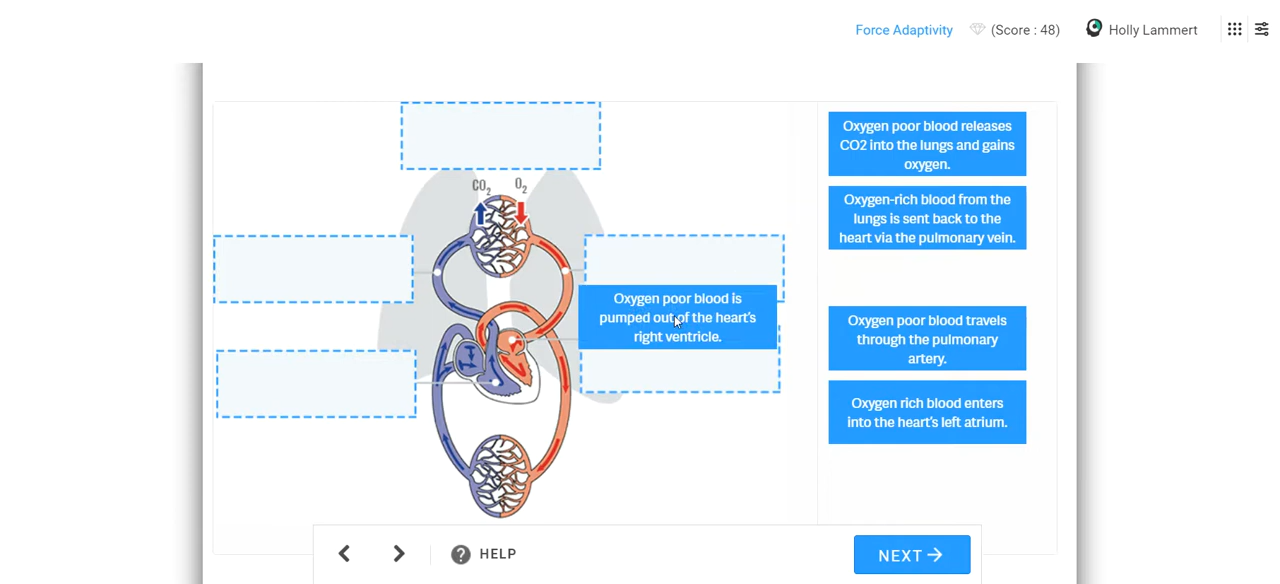 Force Adaptivity
(Score : 48)
Holly Lammert
CO2
O2
Oxygen poor blood is
pumped out of the heart's
right ventricle.
Oxygen poor blood releases
CO2 into the lungs and gains
oxygen.
Oxygen-rich blood from the
lungs is sent back to the
heart via the pulmonary vein.
Oxygen poor blood travels
through the pulmonary
artery.
Oxygen rich blood enters
into the heart's left atrium.
? HELP
NEXT